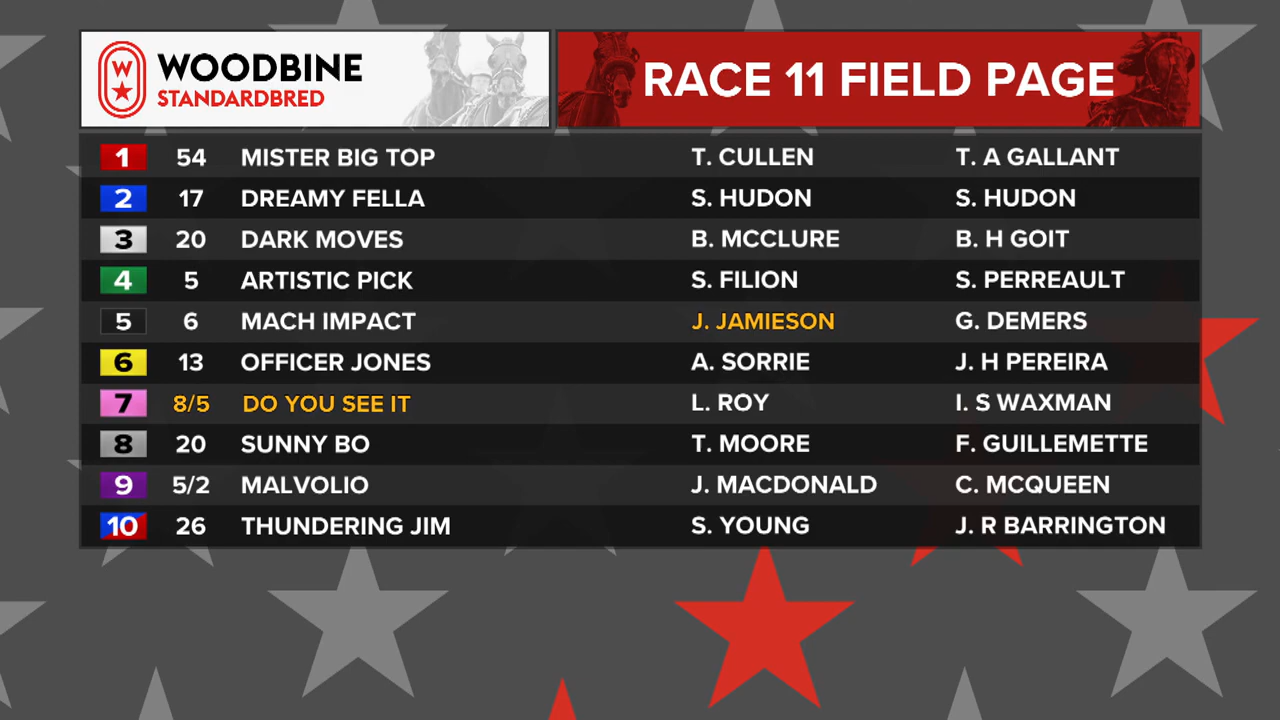 W
WOODBINE
STANDARDBRED
RACE 11 FIELD PAGE
1 54 MISTER BIG TOP T. CULLEN T. A GALLANT
2 17 DREAMY FELLA S. HUDON S. HUDON
3 20 DARK MOVES B. MCCLURE B. H GOIT
4 5 ARTISTIC PICK S. FILION S. PERREAULT
5 6 MACH IMPACT J. JAMIESON G. DEMERS
6 13 OFFICER JONES A. SORRIE J. H PEREIRA
7 8/5 DO YOU SEE IT L. ROY I. S WAXMAN
8 20 SUNNY BO T. MOORE F. GUILLEMETTE
9 5/2 MALVOLIO J. MACDONALD C. MCQUEEN
10 26 THUNDERING JIM S. YOUNG J. R BARRINGTON